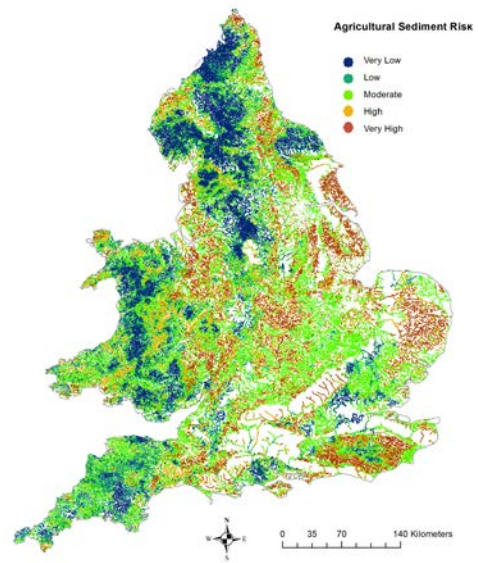 Agricultural Sediment Risk
Very Low
Low
Moderate
High
Very High
N
W E
S
0 35 70 140 Kilometers